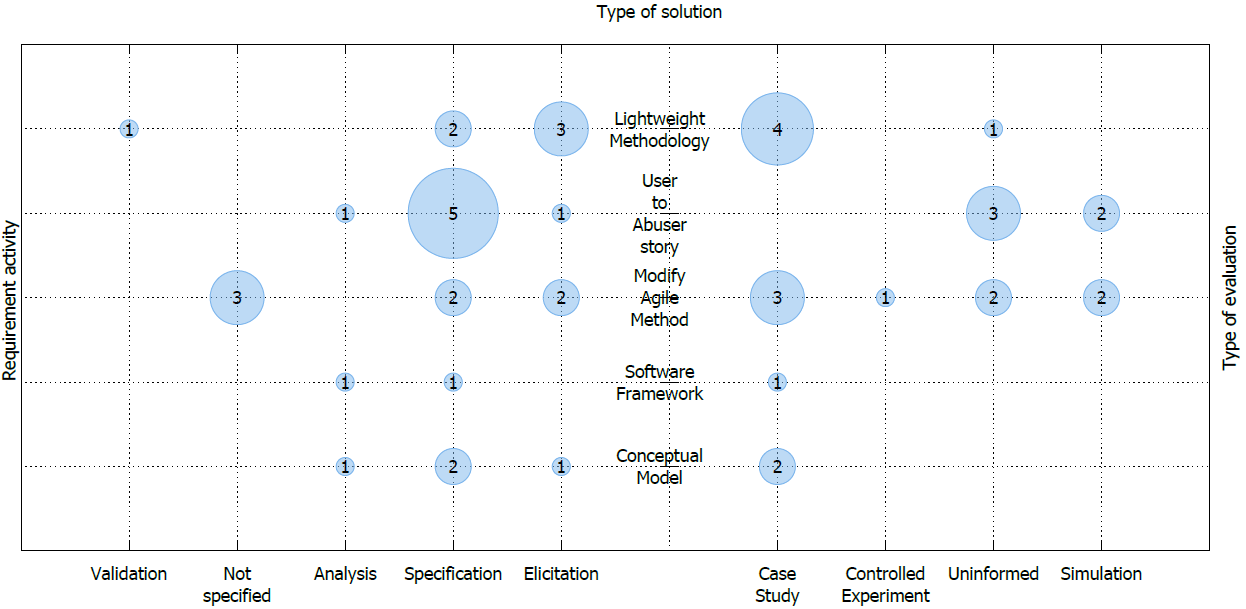 Type of solution
1 2 3 Lightweight Methodology 4 1
1 5 1 User to Abuser story 3 2
3 2 2 Modify Agile Method 3 1 2 2
1 1 Software Framework 1
1 2 1 Conceptual Model 2
Requirement activity
Type of evaluation
Validation Not specified Analysis Specification Elicitation Case Study Controlled Experiment Uninformed Simulation